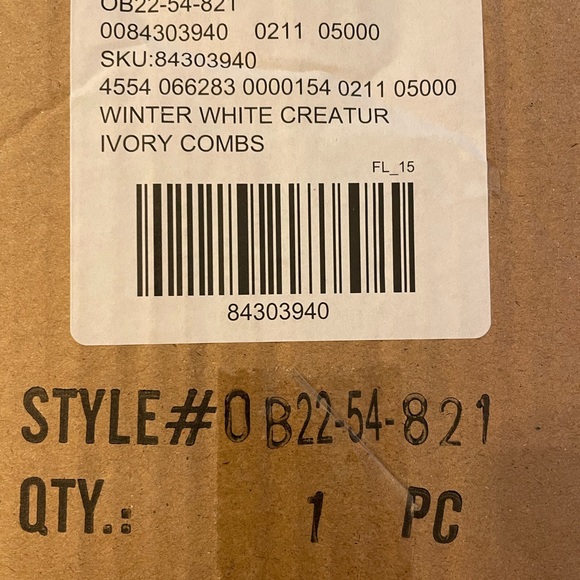 OB22-54-821
0084303940 0211 05000
SKU:84303940
4554 066283 0000154 0211 05000
WINTER WHITE CREATUR
IVORY COMBS
FL_15
84303940
STYLE#OB22-54-821
QTY.: 1 PC